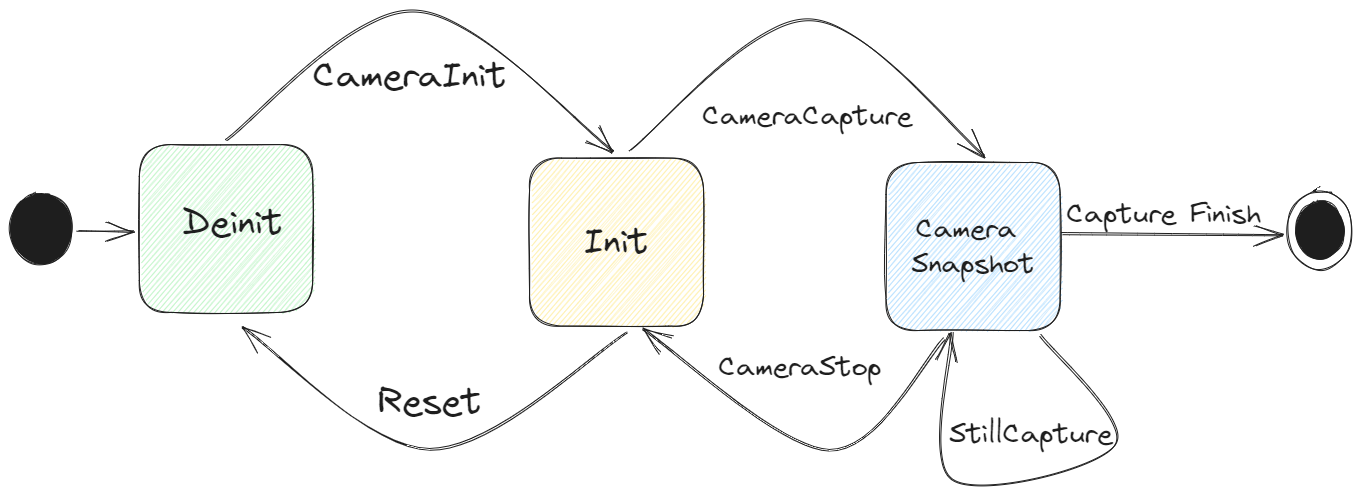 CameraInit
CameraCapture
Deinit
Init
Camera
Snapshot
Capture Finish
Reset
CameraStop
StillCapture